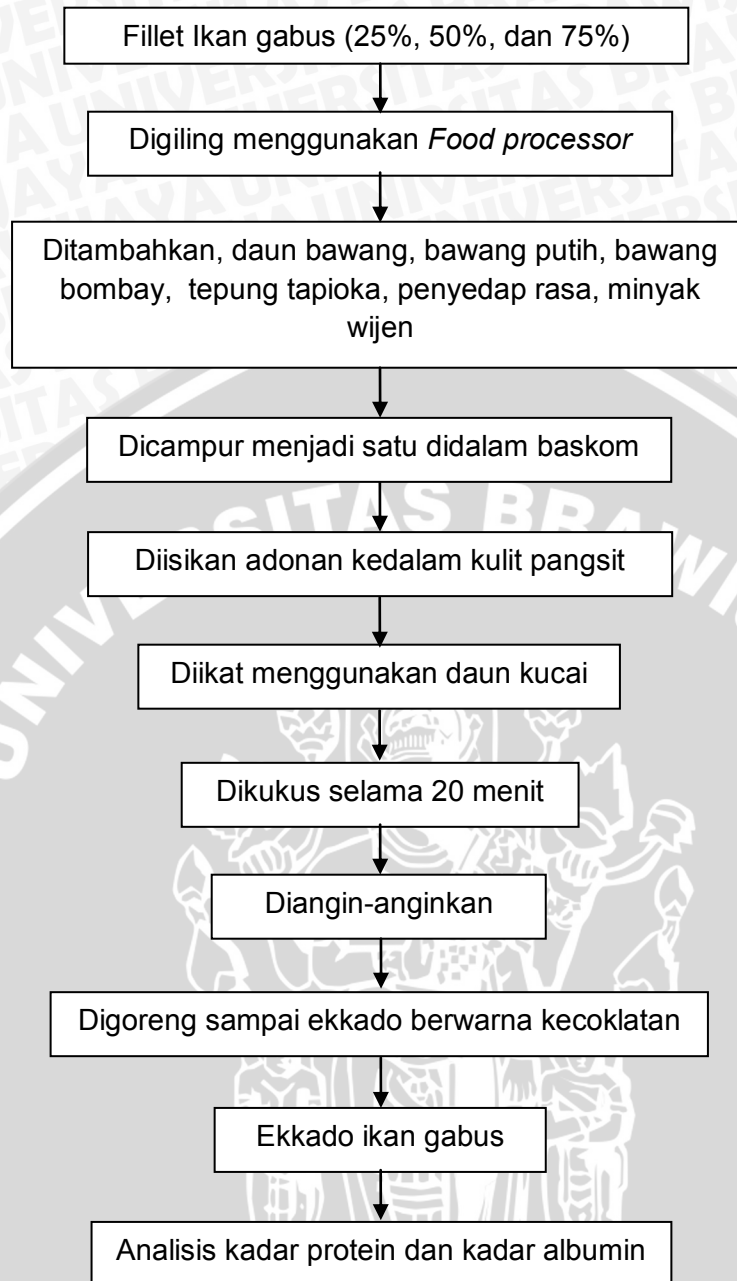 Fillet Ikan gabus (25%, 50%, dan 75%)
Digiling menggunakan Food processor
Ditambahkan, daun bawang, bawang putih, bawang
bombay, tepung tapioka, penyedap rasa, minyak
wijen
Dicampur menjadi satu didalam baskom
Diisikan adonan kedalam kulit pangsit
Diikat menggunakan daun kucai
Dikukus selama 20 menit
Diangin-anginkan
Digoreng sampai ekkado berwarna kecoklatan
Ekkado ikan gabus
Analisis kadar protein dan kadar albumin